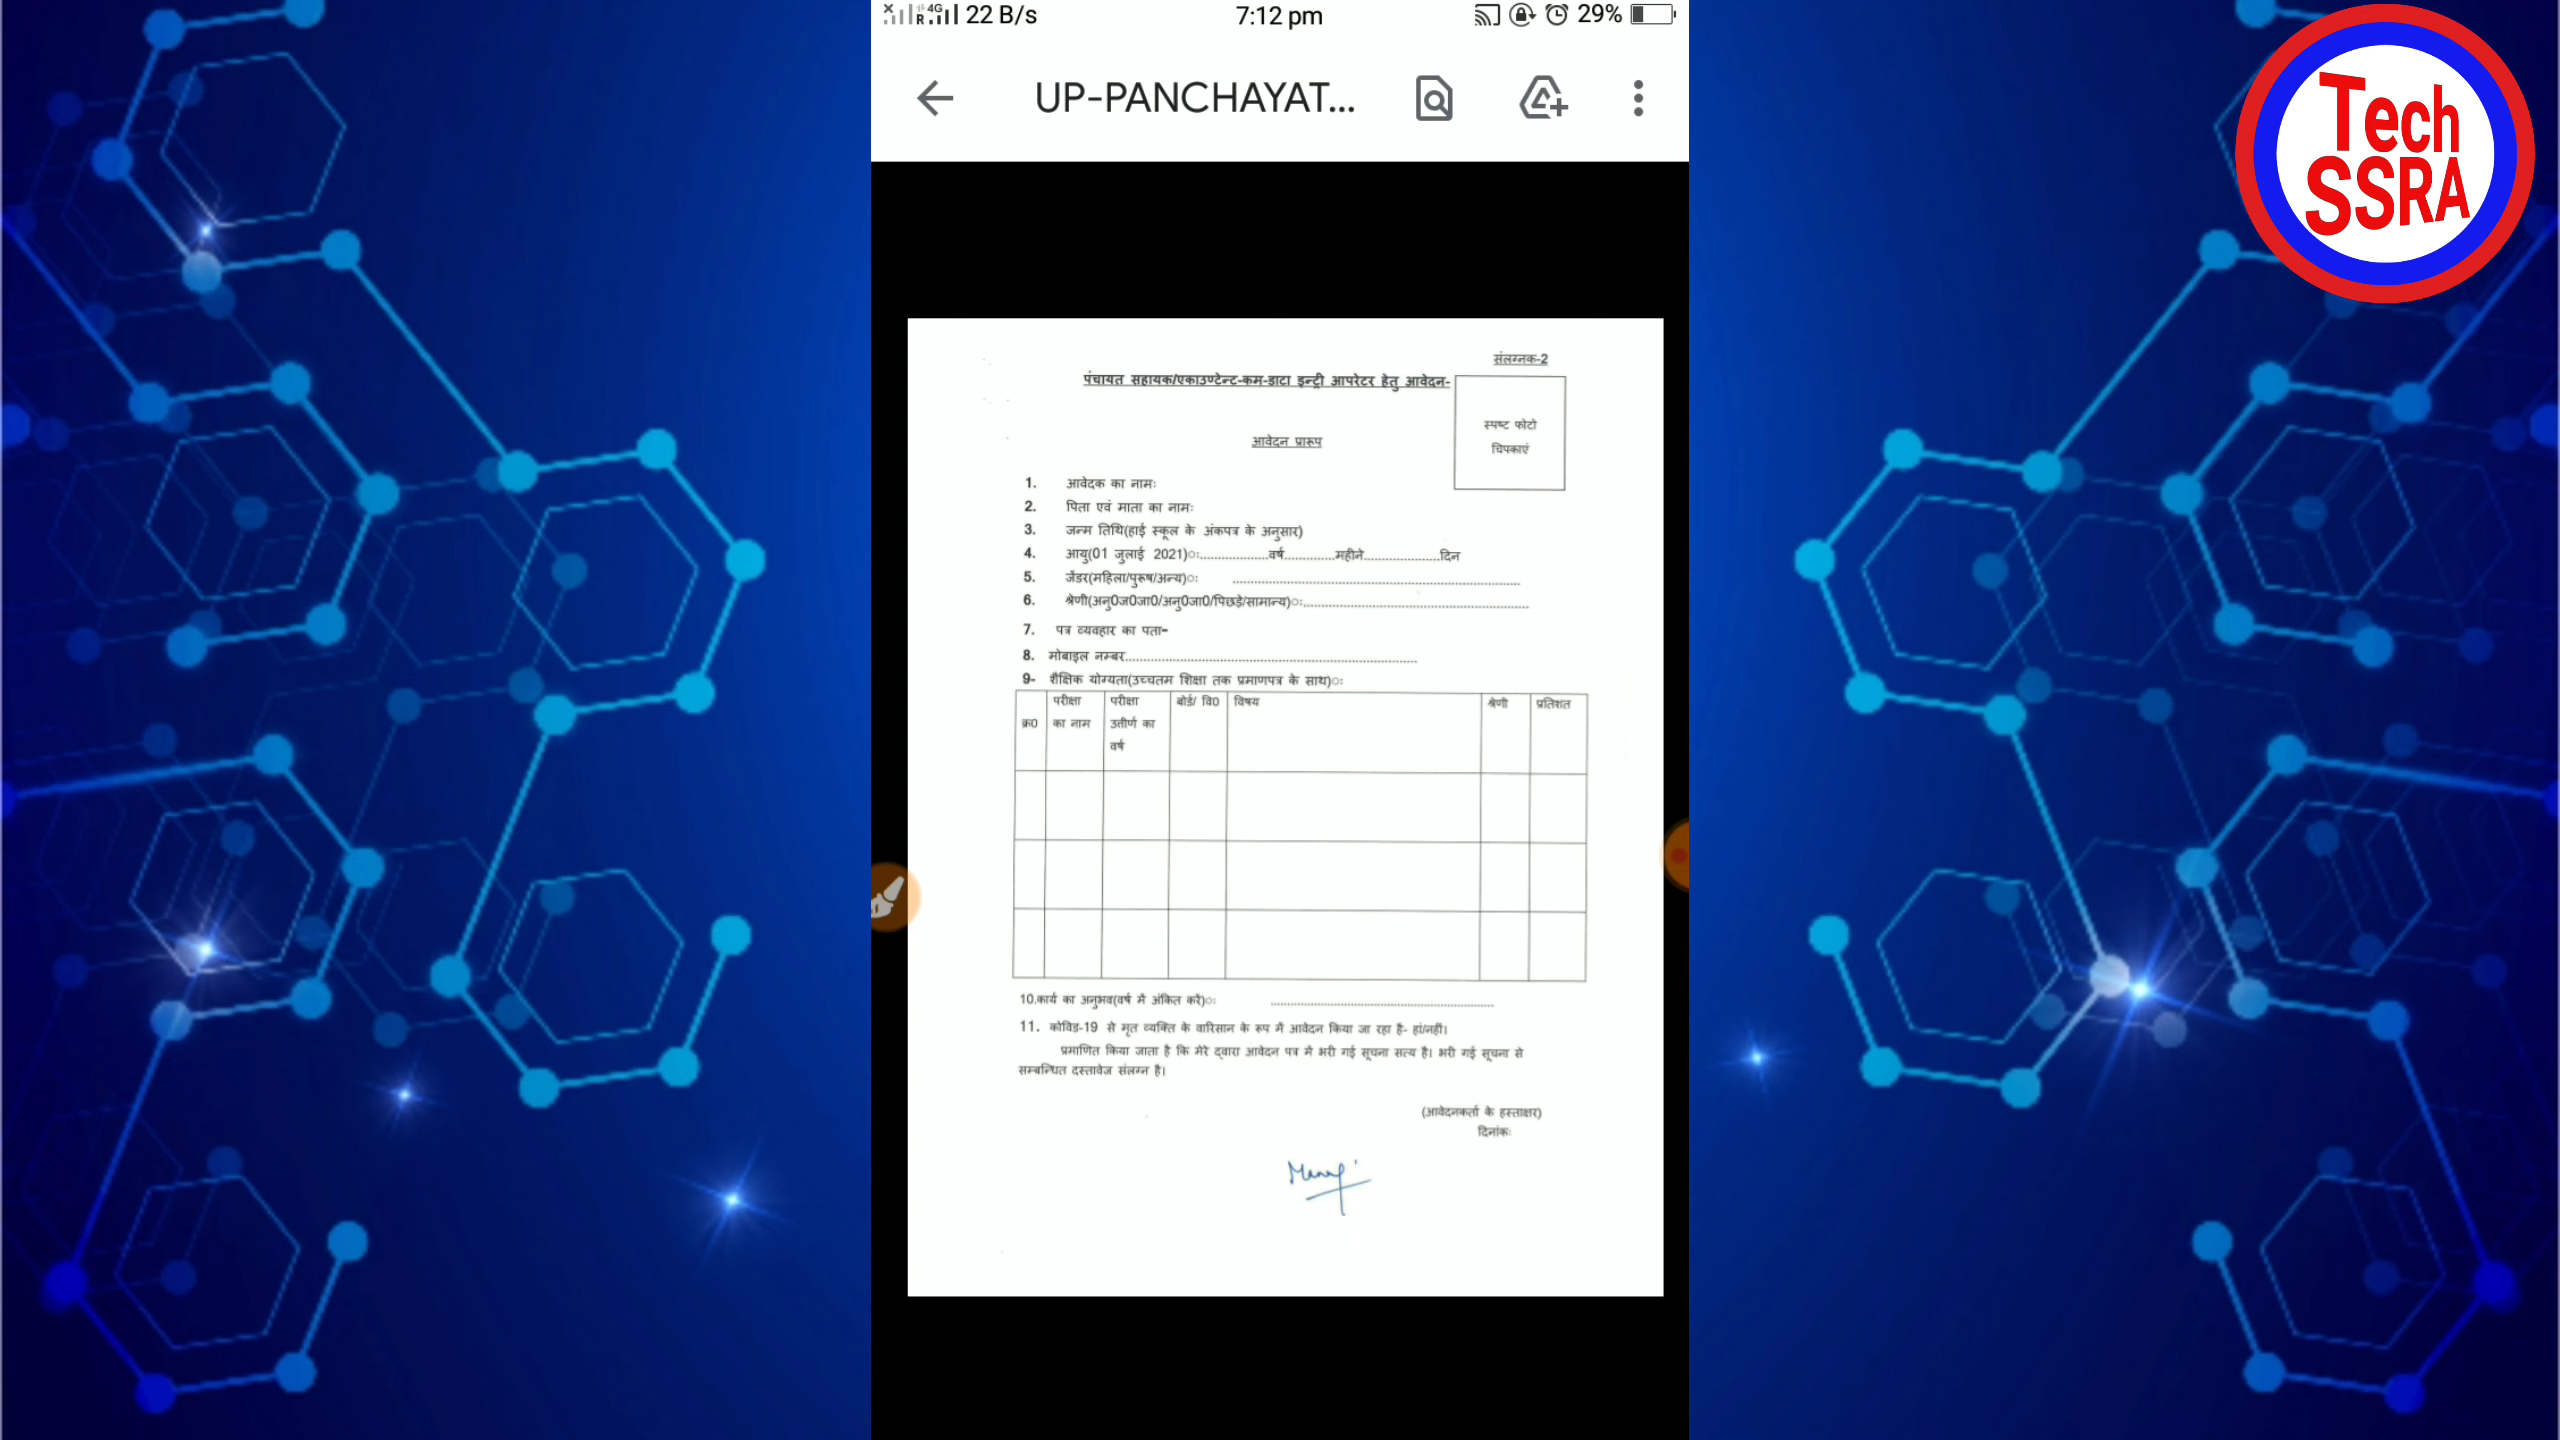 22 B/s 7:12 pm 29%
UP-PANCHAYAT...
Tech
SSRA
संलग्नक-2
पंचायत सहायक/एकाउण्टेन्ट-कम-डाटा इन्ट्री आपरेटर हेतु आवेदन-
स्पष्ट फोटो
चिपकाएं
आवेदन प्रारूप
1. आवेदक का नामः
2. पिता एवं माता का नामः
3. जन्म तिथि(हाई स्कूल के अंकपत्र के अनुसार)
4. आयु(01 जुलाई 2021)ः....................वर्ष...............महीने......................दिन
5. जेंडर(महिला/पुरूष/अन्य)ः ....................................................................................
6. श्रेणी(अनु0ज0जा0/अनु0जा0/पिछड़े/सामान्य)ः..................................................................
7. पत्र व्यवहार का पता-
8. मोबाइल नम्बर.....................................................................................
9- शैक्षिक योग्यता(उच्चतम शिक्षा तक प्रमाणपत्र के साथ)ः
क्र0 परीक्षा का नाम परीक्षा उत्तीर्ण का वर्ष बोर्ड/ वि0 विषय श्रेणी प्रतिशत
10.कार्य का अनुभव(वर्ष में अंकित करें)ः .................................................................
11. कोविड-19 से मृत व्यक्ति के वारिसान के रूप में आवेदन किया जा रहा है- हां/नहीं।
प्रमाणित किया जाता है कि मेरे द्वारा आवेदन पत्र में भरी गई सूचना सत्य है। भरी गई सूचना से
सम्बन्धित दस्तावेज संलग्न है।
(आवेदनकर्ता के हस्ताक्षर)
दिनांकः